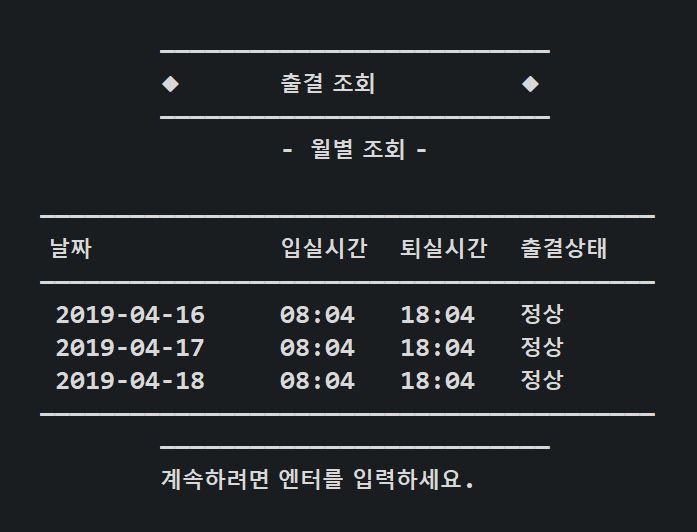 ◆ 출결 조회 ◆
- 월별 조회 -
날짜 입실시간 퇴실시간 출결상태
2019-04-16 08:04 18:04 정상
2019-04-17 08:04 18:04 정상
2019-04-18 08:04 18:04 정상
계속하려면 엔터를 입력하세요.